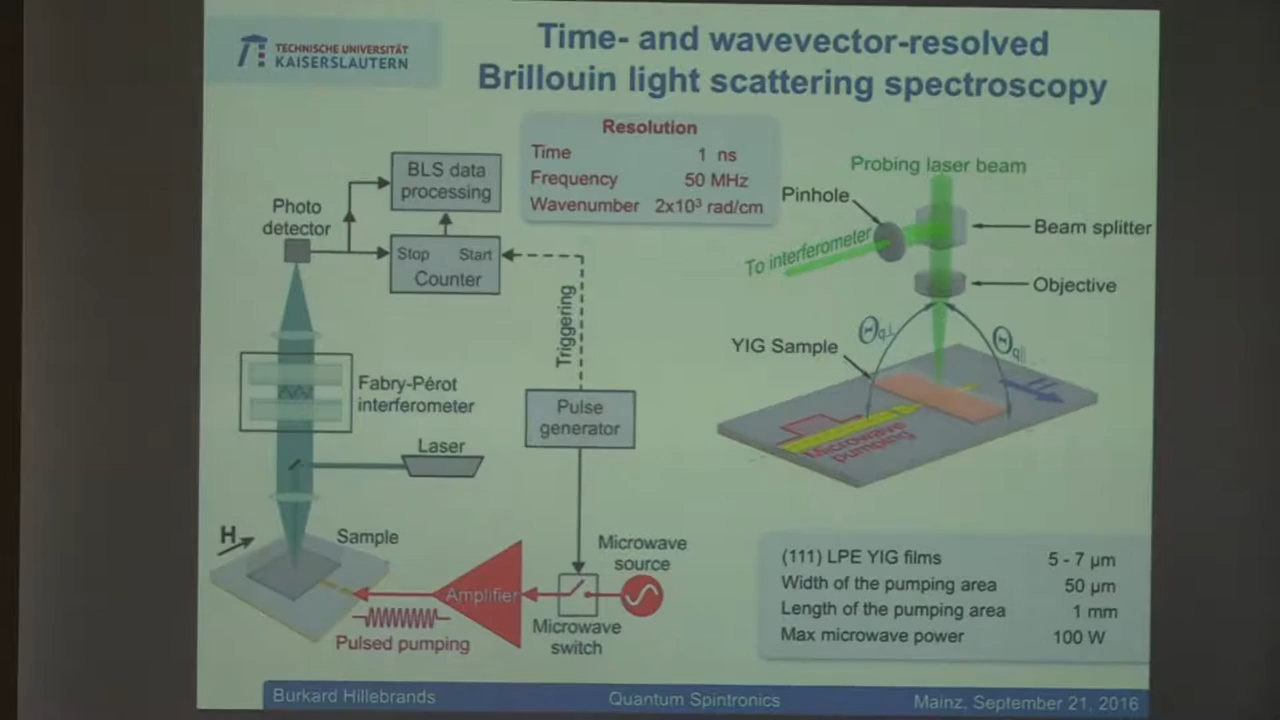 TECHNISCHE UNIVERSITÄT
KAISERSLAUTERN
Time- and wavevector-resolved
Brillouin light scattering spectroscopy
Resolution
Time 1 ns
Frequency 50 MHz
Wavenumber 2x10³ rad/cm
BLS data
processing
Photo
detector
Stop Start
Counter
Triggering
Fabry-Pérot
interferometer
Pulse
generator
Laser
H
Sample
Microwave
source
Amplifier
Microwave
switch
Pulsed pumping
Probing laser beam
Pinhole
Beam splitter
To interferometer
Objective
Θq⊥
Θq||
YIG Sample
H
Microwave
pumping
(111) LPE YIG films 5 - 7 µm
Width of the pumping area 50 µm
Length of the pumping area 1 mm
Max microwave power 100 W
Burkard Hillebrands Quantum Spintronics Mainz, September 21, 2016